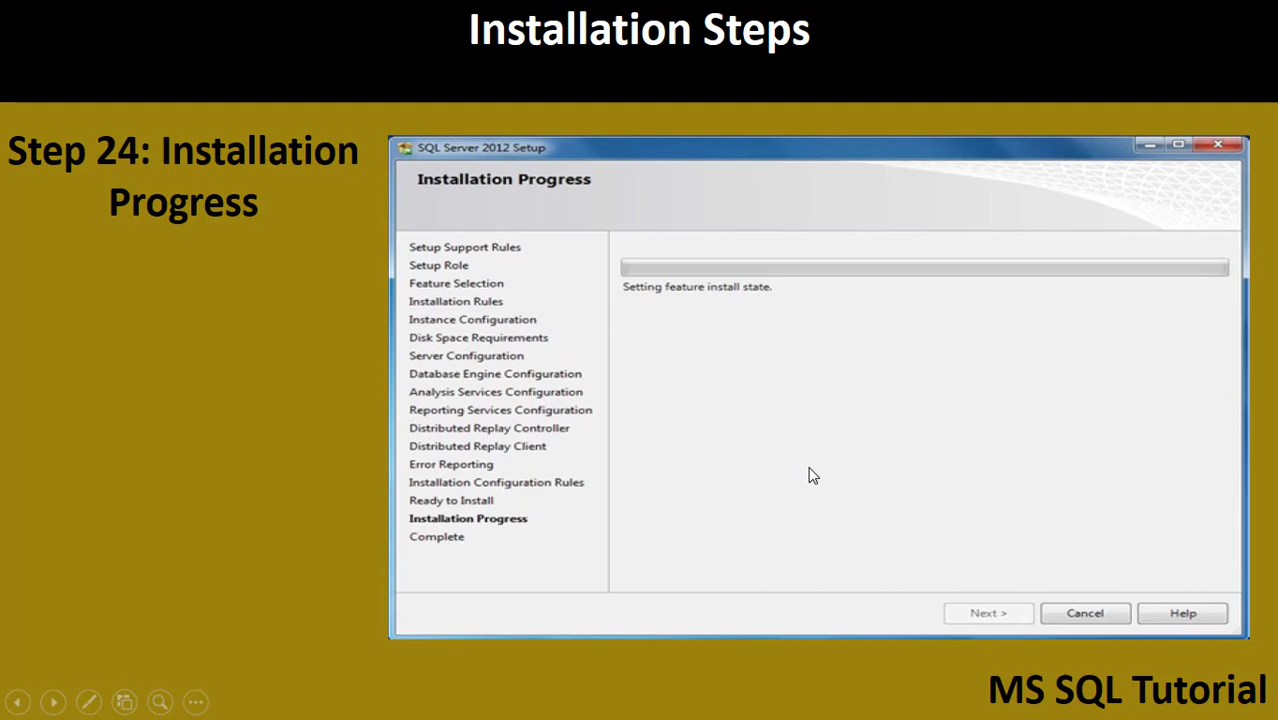 Installation Steps
Step 24: Installation
Progress
SQL Server 2012 Setup
Installation Progress
Setup Support Rules
Setup Role
Feature Selection
Installation Rules
Instance Configuration
Disk Space Requirements
Server Configuration
Database Engine Configuration
Analysis Services Configuration
Reporting Services Configuration
Distributed Replay Controller
Distributed Replay Client
Error Reporting
Installation Configuration Rules
Ready to Install
Installation Progress
Complete
Setting feature install state.
Next >
Cancel
Help
MS SQL Tutorial